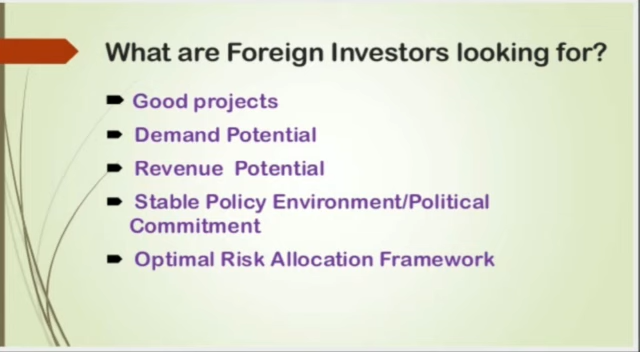 What are Foreign Investors looking for?
Good projects
Demand Potential
Revenue Potential
Stable Policy Environment/Political
Commitment
Optimal Risk Allocation Framework